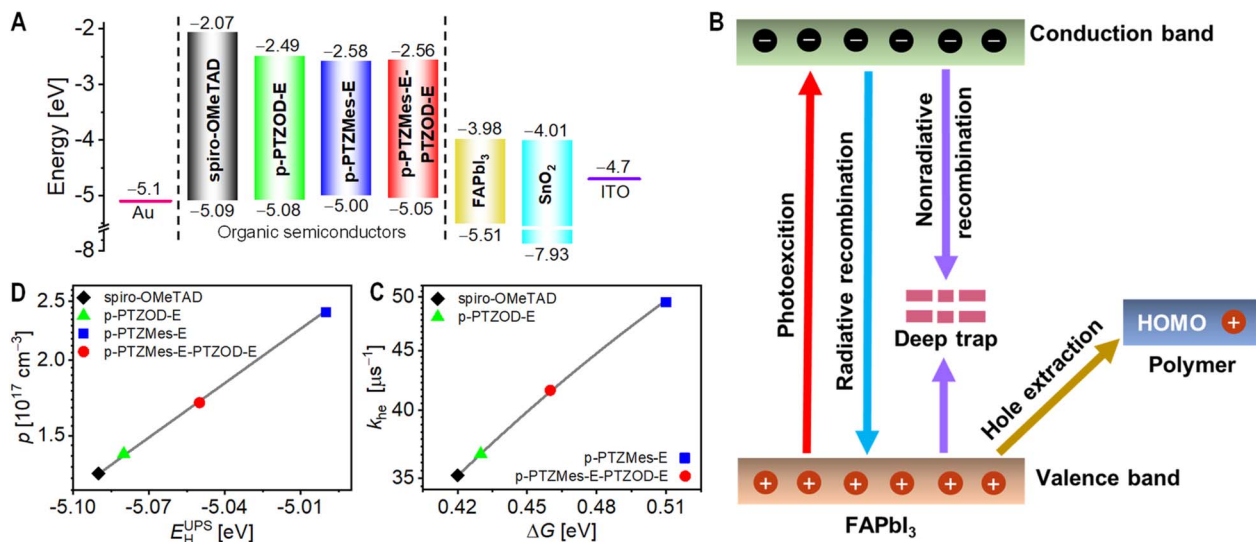 A
Energy [eV]
-2
-3
-4
-5
-8
−5.1
Au
−2.07
spiro-OMeTAD
−5.09
−2.49
p-PTZOD-E
−5.08
−2.58
p-PTZMes-E
−5.00
−2.56
p-PTZMes-E-
PTZOD-E
−5.05
Organic semiconductors
−3.98
FAPbI₃
−5.51
−4.01
SnO₂
−7.93
−4.7
ITO
B
− − − − − −
Conduction band
Photoexcition
Radiative recombination
Nonradiative
recombination
Deep trap
Hole extraction
HOMO +
Polymer
+ + + + + +
Valence band
FAPbI₃
D
p [10¹⁷ cm⁻³]
2.5
2.0
1.5
spiro-OMeTAD
p-PTZOD-E
p-PTZMes-E
p-PTZMes-E-PTZOD-E
-5.10 -5.07 -5.04 -5.01
E_H^UPS [eV]
C
k_he [μs⁻¹]
50
45
40
35
spiro-OMeTAD
p-PTZOD-E
p-PTZMes-E
p-PTZMes-E-PTZOD-E
0.42 0.46 0.48 0.51
ΔG [eV]